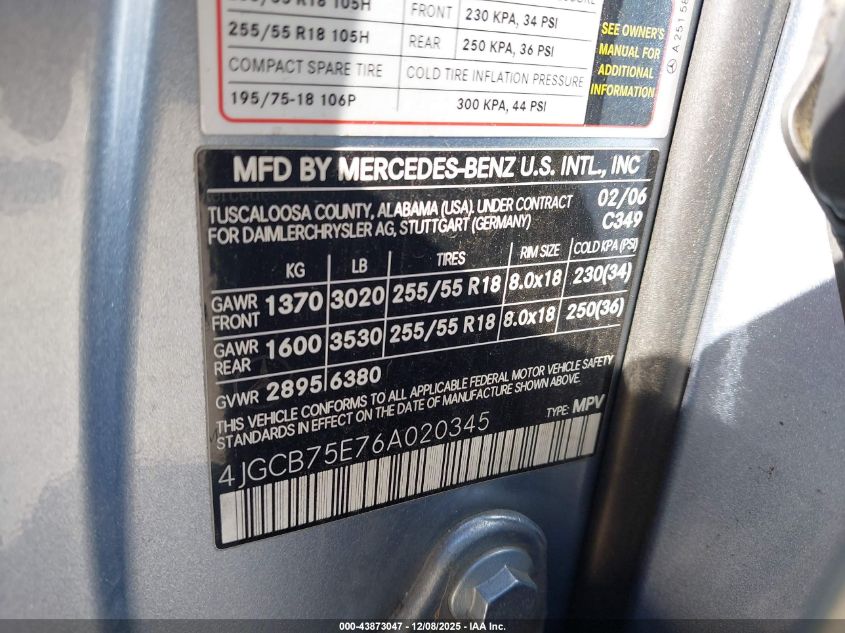 255/55 R18 105H FRONT 230 KPA, 34 PSI
255/55 R18 105H REAR 250 KPA, 36 PSI
COMPACT SPARE TIRE COLD TIRE INFLATION PRESSURE
195/75-18 106P 300 KPA, 44 PSI
SEE OWNER'S
MANUAL FOR
ADDITIONAL
INFORMATION
A 251 58
MFD BY MERCEDES-BENZ U.S. INTL., INC
TUSCALOOSA COUNTY, ALABAMA (USA). UNDER CONTRACT 02/06
FOR DAIMLERCHRYSLER AG, STUTTGART (GERMANY) C349
KG LB TIRES RIM SIZE COLD KPA (PSI)
GAWR FRONT 1370 3020 255/55 R18 8.0x18 230(34)
GAWR REAR 1600 3530 255/55 R18 8.0x18 250(36)
GVWR 2895 6380
THIS VEHICLE CONFORMS TO ALL APPLICABLE FEDERAL MOTOR VEHICLE SAFETY
STANDARDS IN EFFECT ON THE DATE OF MANUFACTURE SHOWN ABOVE.
4JGCB75E76A020345 TYPE: MPV
000-43873047 - 12/08/2025 - IAA Inc.